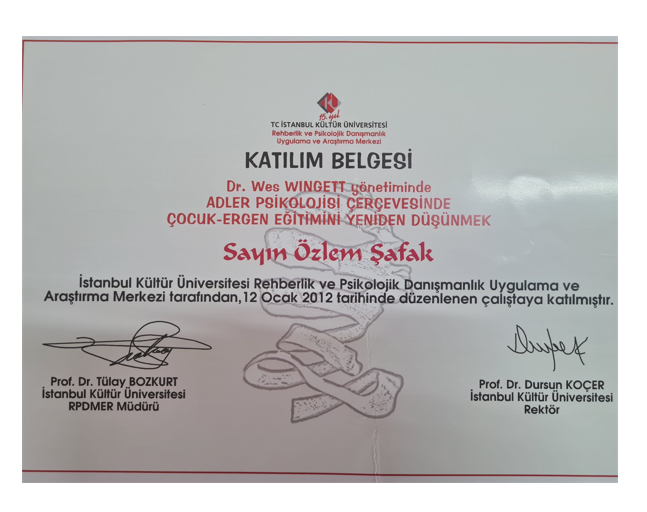 15. yıl
TC İSTANBUL KÜLTÜR ÜNİVERSİTESİ
Rehberlik ve Psikolojik Danışmanlık
Uygulama ve Araştırma Merkezi
KATILIM BELGESİ
Dr. Wes WINGETT yönetiminde
ADLER PSİKOLOJİSİ ÇERÇEVESİNDE
ÇOCUK-ERGEN EĞİTİMİNİ YENİDEN DÜŞÜNMEK
Sayın Özlem Şafak
İstanbul Kültür Üniversitesi Rehberlik ve Psikolojik Danışmanlık Uygulama ve
Araştırma Merkezi tarafından,12 Ocak 2012 tarihinde düzenlenen çalıştaya katılmıştır.
Prof. Dr. Tülay BOZKURT
İstanbul Kültür Üniversitesi
RPDMER Müdürü
Prof. Dr. Dursun KOÇER
İstanbul Kültür Üniversitesi
Rektör